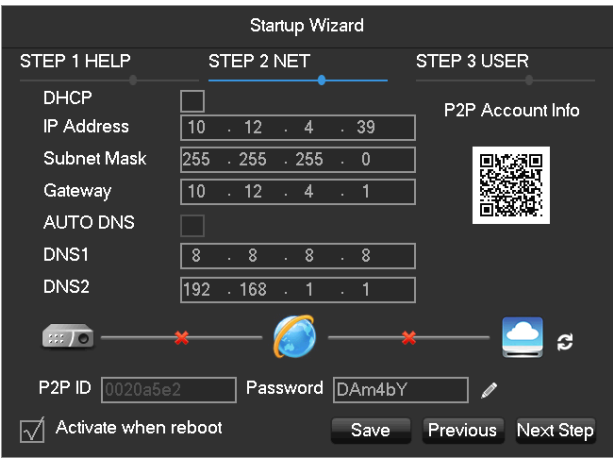 Startup Wizard
STEP 1 HELP STEP 2 NET STEP 3 USER
DHCP
P2P Account Info
IP Address 10 . 12 . 4 . 39
Subnet Mask 255 . 255 . 255 . 0
Gateway 10 . 12 . 4 . 1
AUTO DNS
DNS1 8 . 8 . 8 . 8
DNS2 192 . 168 . 1 . 1
P2P ID 0020a5e2 Password DAm4bY
Activate when reboot Save Previous Next Step